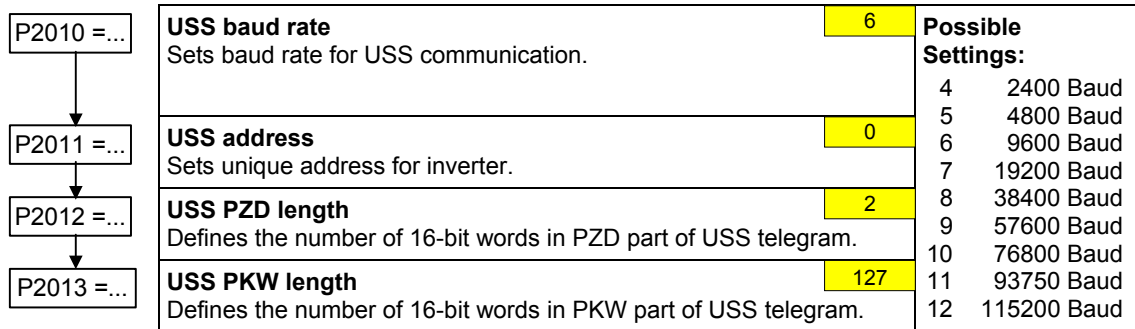 P2010 =...
USS baud rate 6
Sets baud rate for USS communication.
P2011 =...
USS address 0
Sets unique address for inverter.
P2012 =...
USS PZD length 2
Defines the number of 16-bit words in PZD part of USS telegram.
P2013 =...
USS PKW length 127
Defines the number of 16-bit words in PKW part of USS telegram.
Possible
Settings:
4 2400 Baud
5 4800 Baud
6 9600 Baud
7 19200 Baud
8 38400 Baud
9 57600 Baud
10 76800 Baud
11 93750 Baud
12 115200 Baud